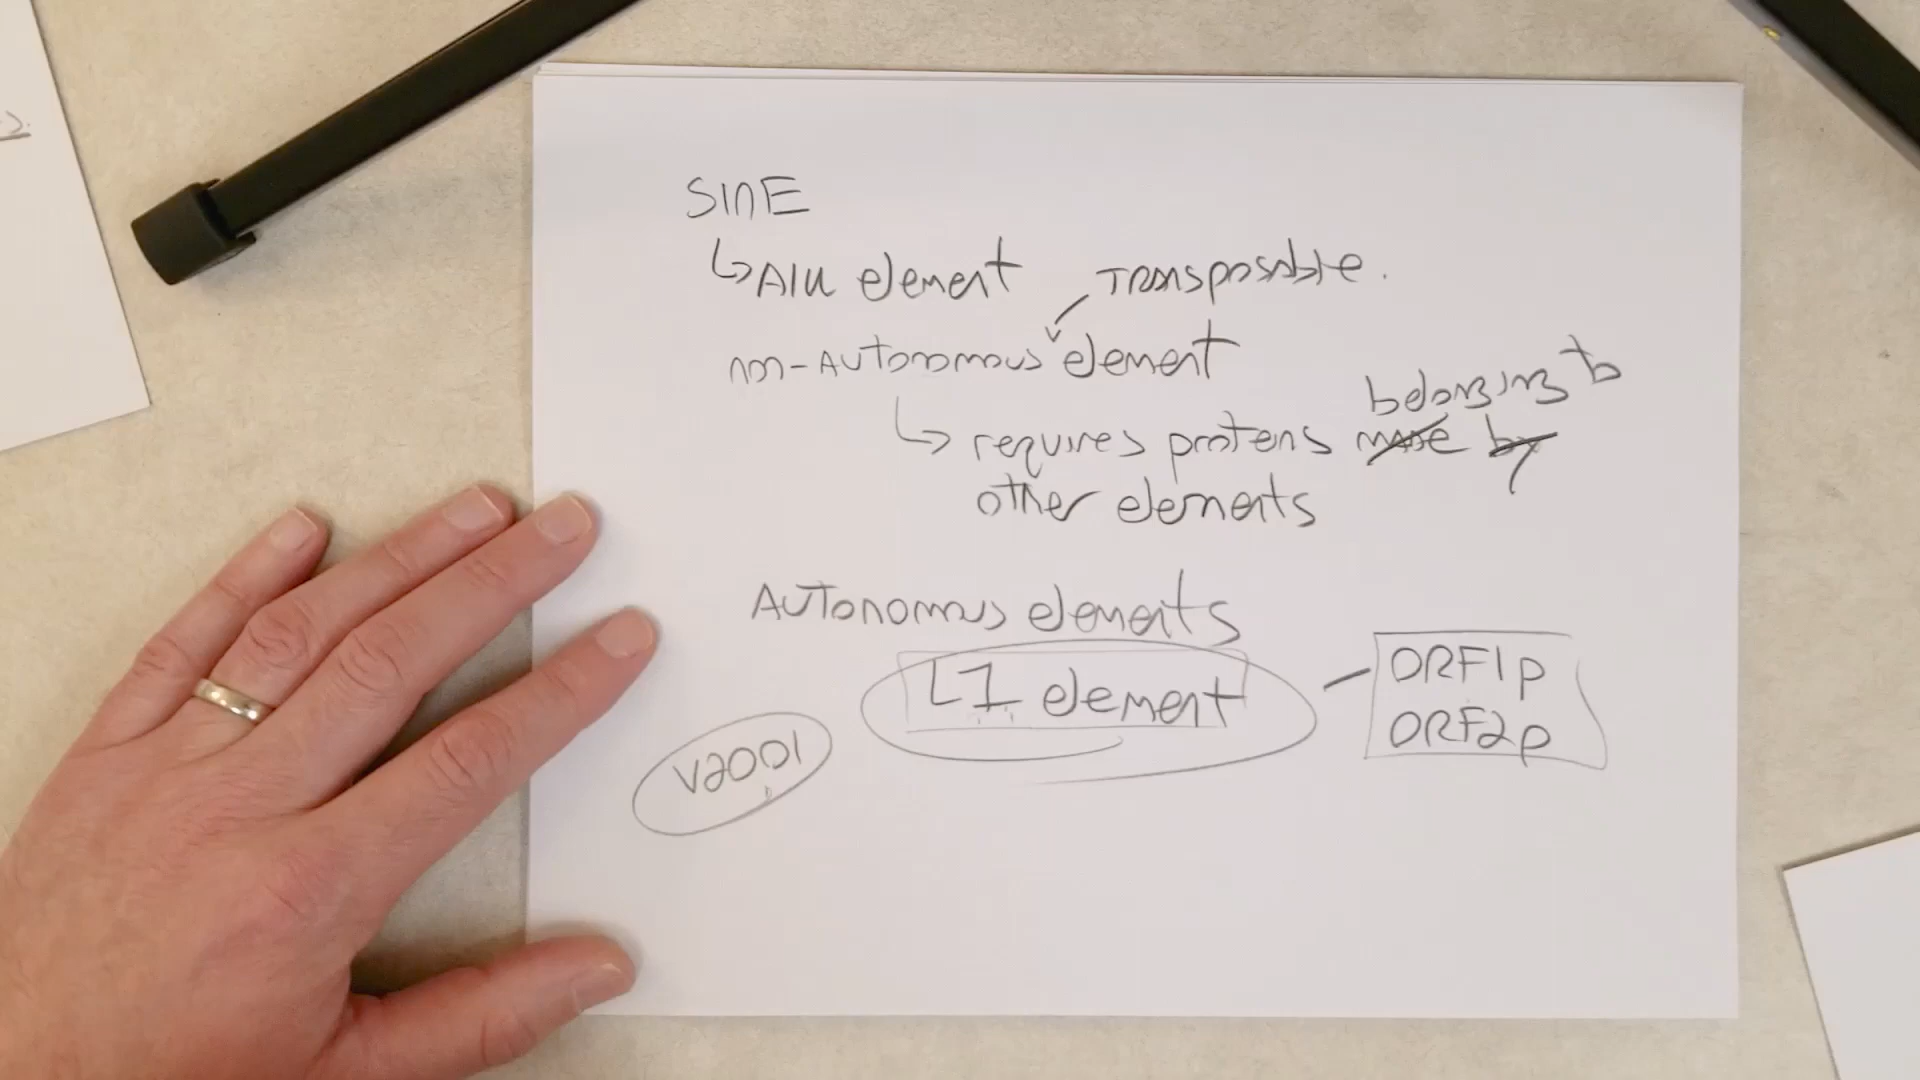 SINE
↳ Alu element
Transposable.
non-Autonomous element
belonging to
↳ requires protens made by
other elements
Autonomous elements
L1 element
ORF1p
ORF2p
V2001